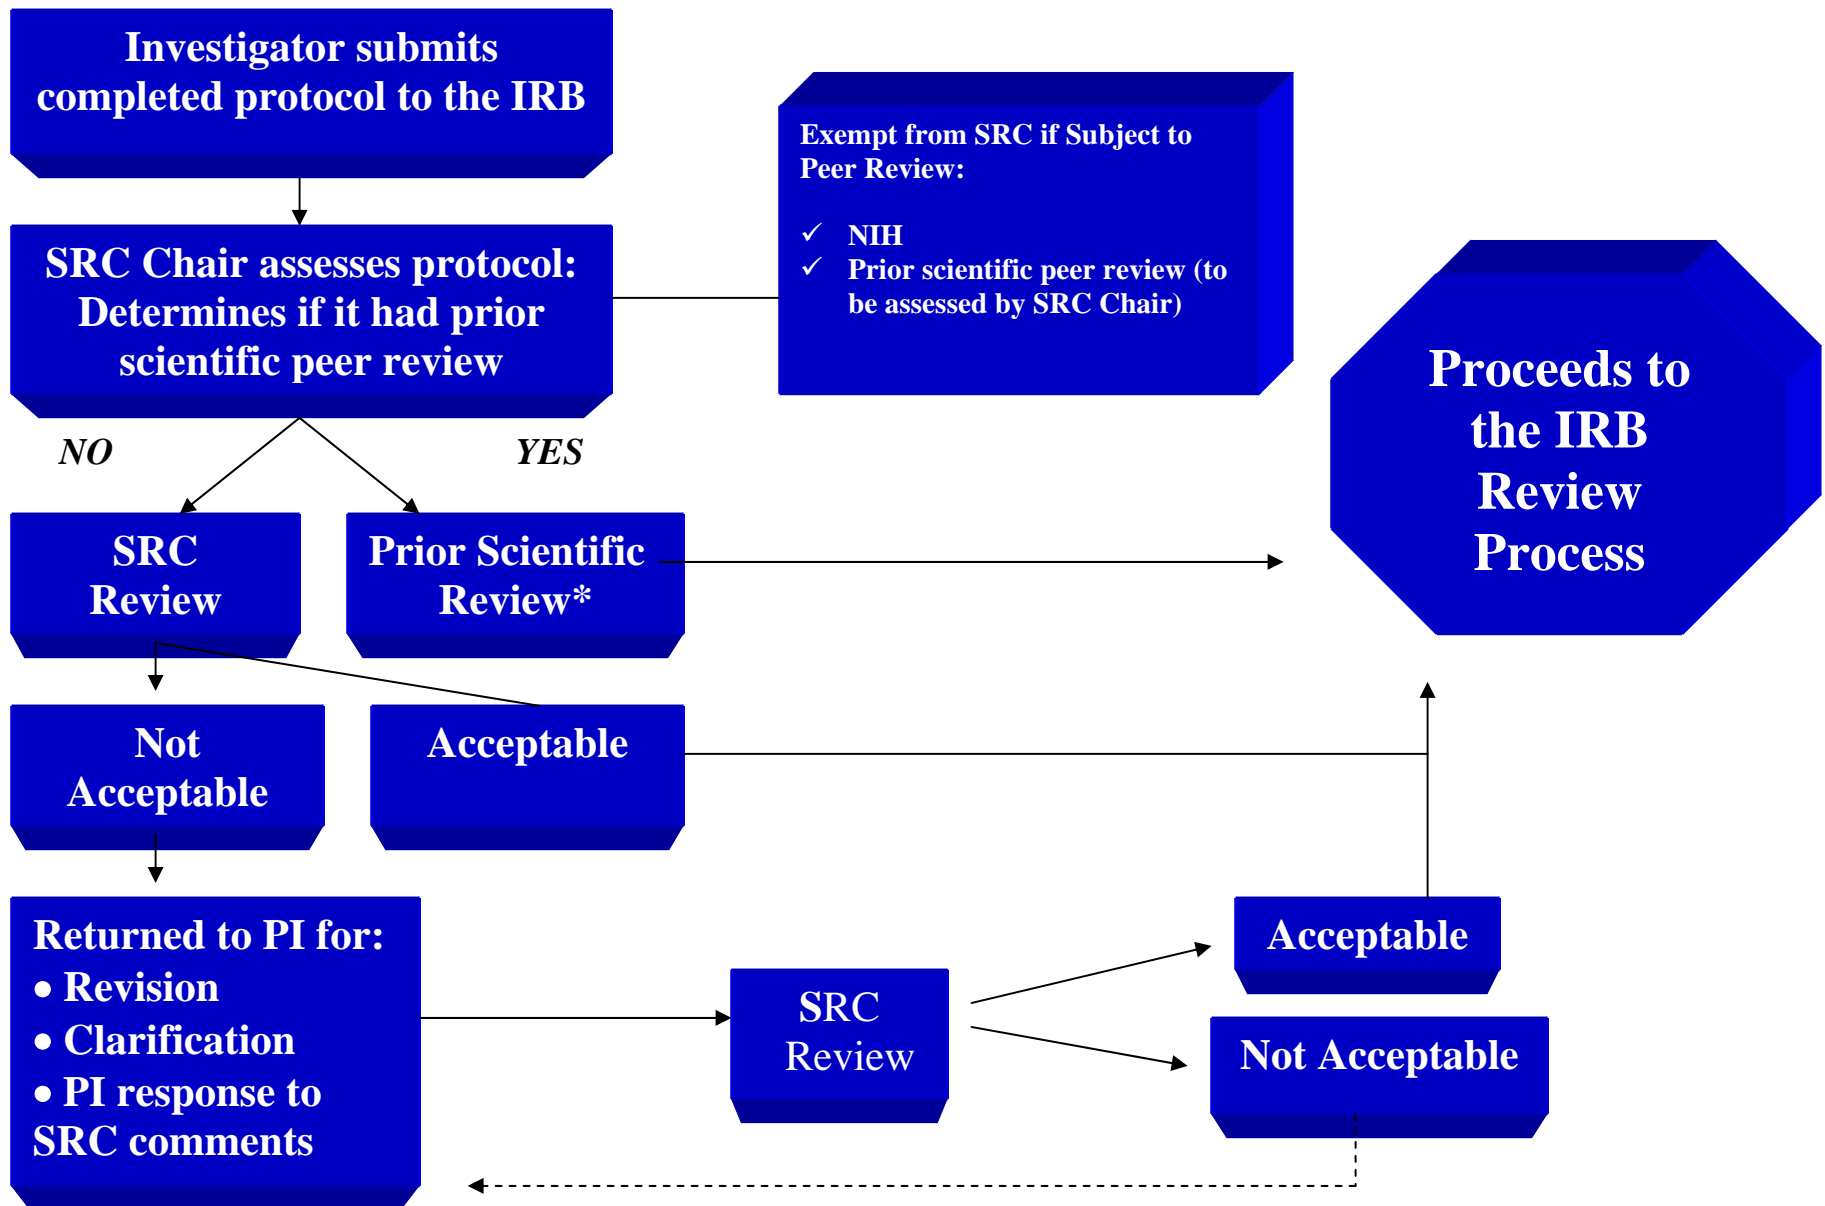 Investigator submits
completed protocol to the IRB
Exempt from SRC if Subject to
Peer Review:
✓ NIH
✓ Prior scientific peer review (to
be assessed by SRC Chair)
SRC Chair assesses protocol:
Determines if it had prior
scientific peer review
Proceeds to
the IRB
Review
Process
NO
YES
SRC
Review
Prior Scientific
Review*
Not
Acceptable
Acceptable
Returned to PI for:
• Revision
• Clarification
• PI response to
SRC comments
SRC
Review
Acceptable
Not Acceptable